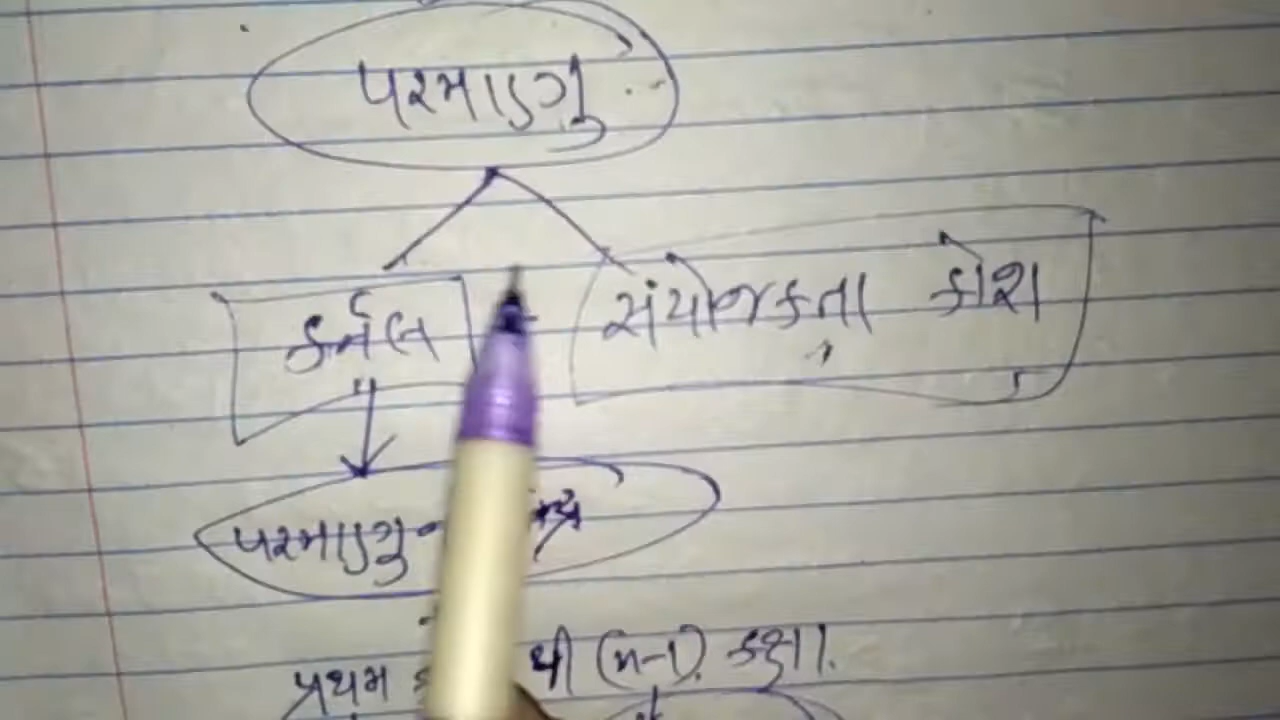 પરમાણુ
કર્નલ
સંયોજકતા કોશ
પરમાણુ
પ્રથમ થી (n-1) કક્ષા.